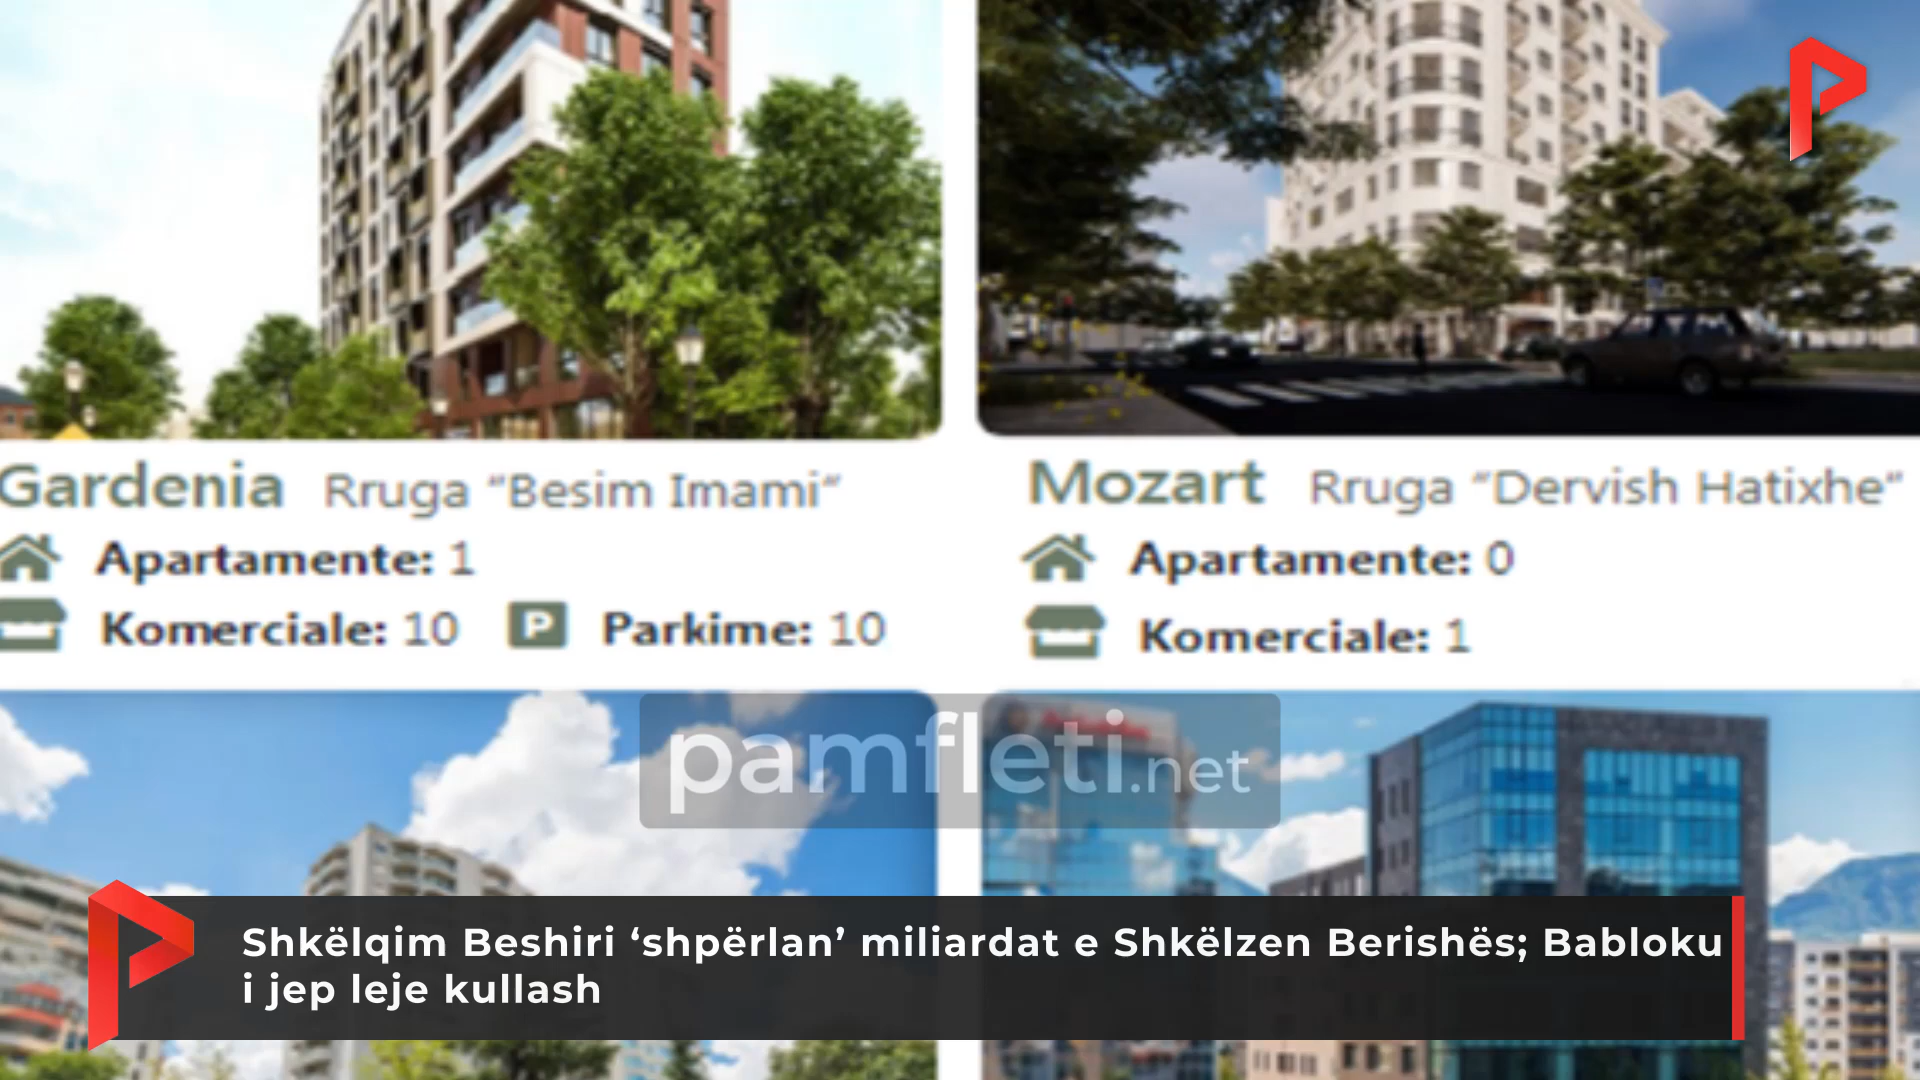 Gardenia Rruga “Besim Imami”
Apartamente: 1
Komerciale: 10 P Parkime: 10
Mozart Rruga “Dervish Hatixhe”
Apartamente: 0
Komerciale: 1
pamfleti.net
Shkëlqim Beshiri ‘shpërlan’ miliardat e Shkëlzen Berishës; Babloku
i jep leje kullash